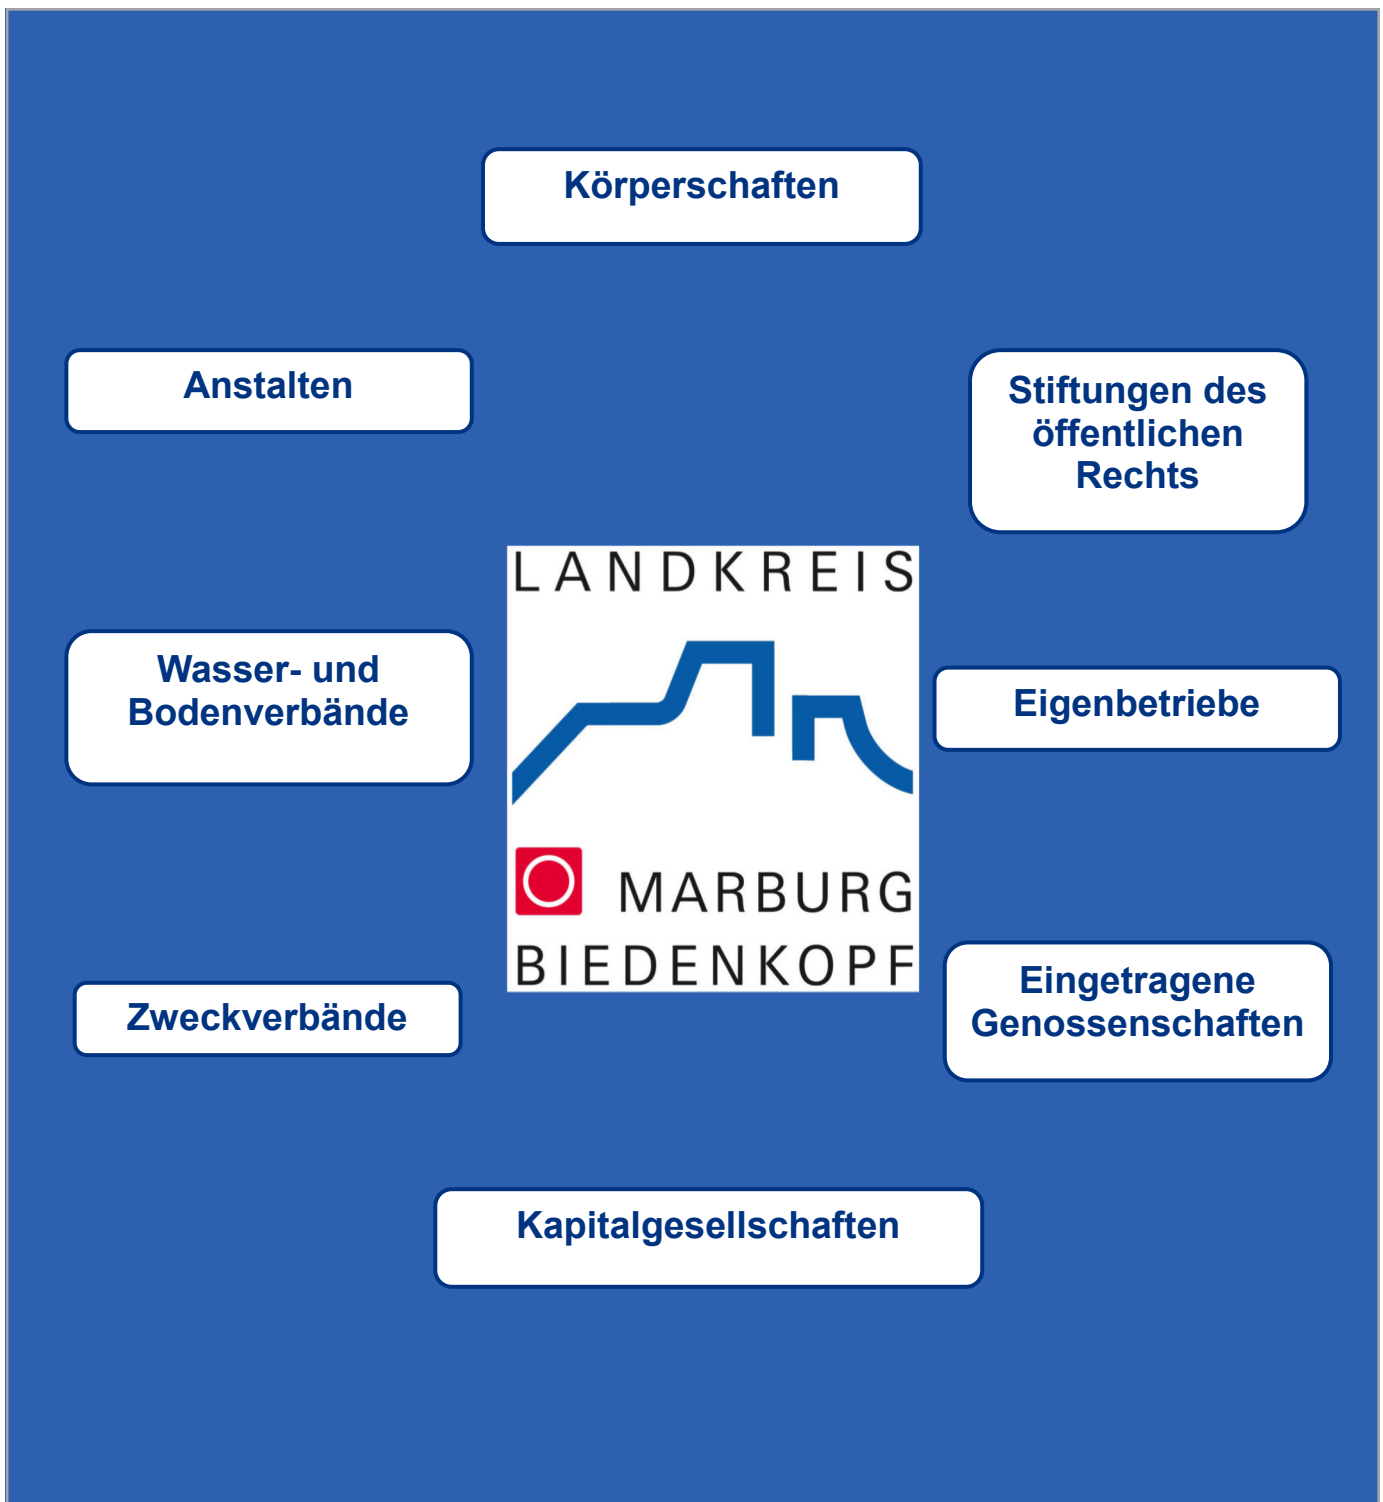 Körperschaften
Anstalten
Stiftungen des
öffentlichen
Rechts
LANDKREIS
Wasser- und
Bodenverbände
Eigenbetriebe
MARBURG
BIEDENKOPF
Zweckverbände
Eingetragene
Genossenschaften
Kapitalgesellschaften